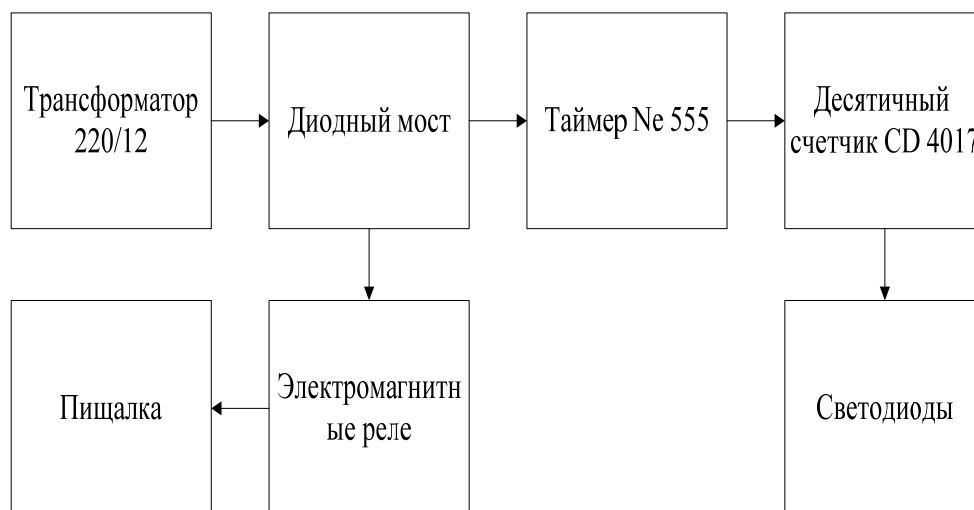 Трансформатор
220/12
Диодный мост
Таймер Ne 555
Десятичный
счетчик CD 4017
Пищалка
Электромагнитн
ые реле
Светодиоды